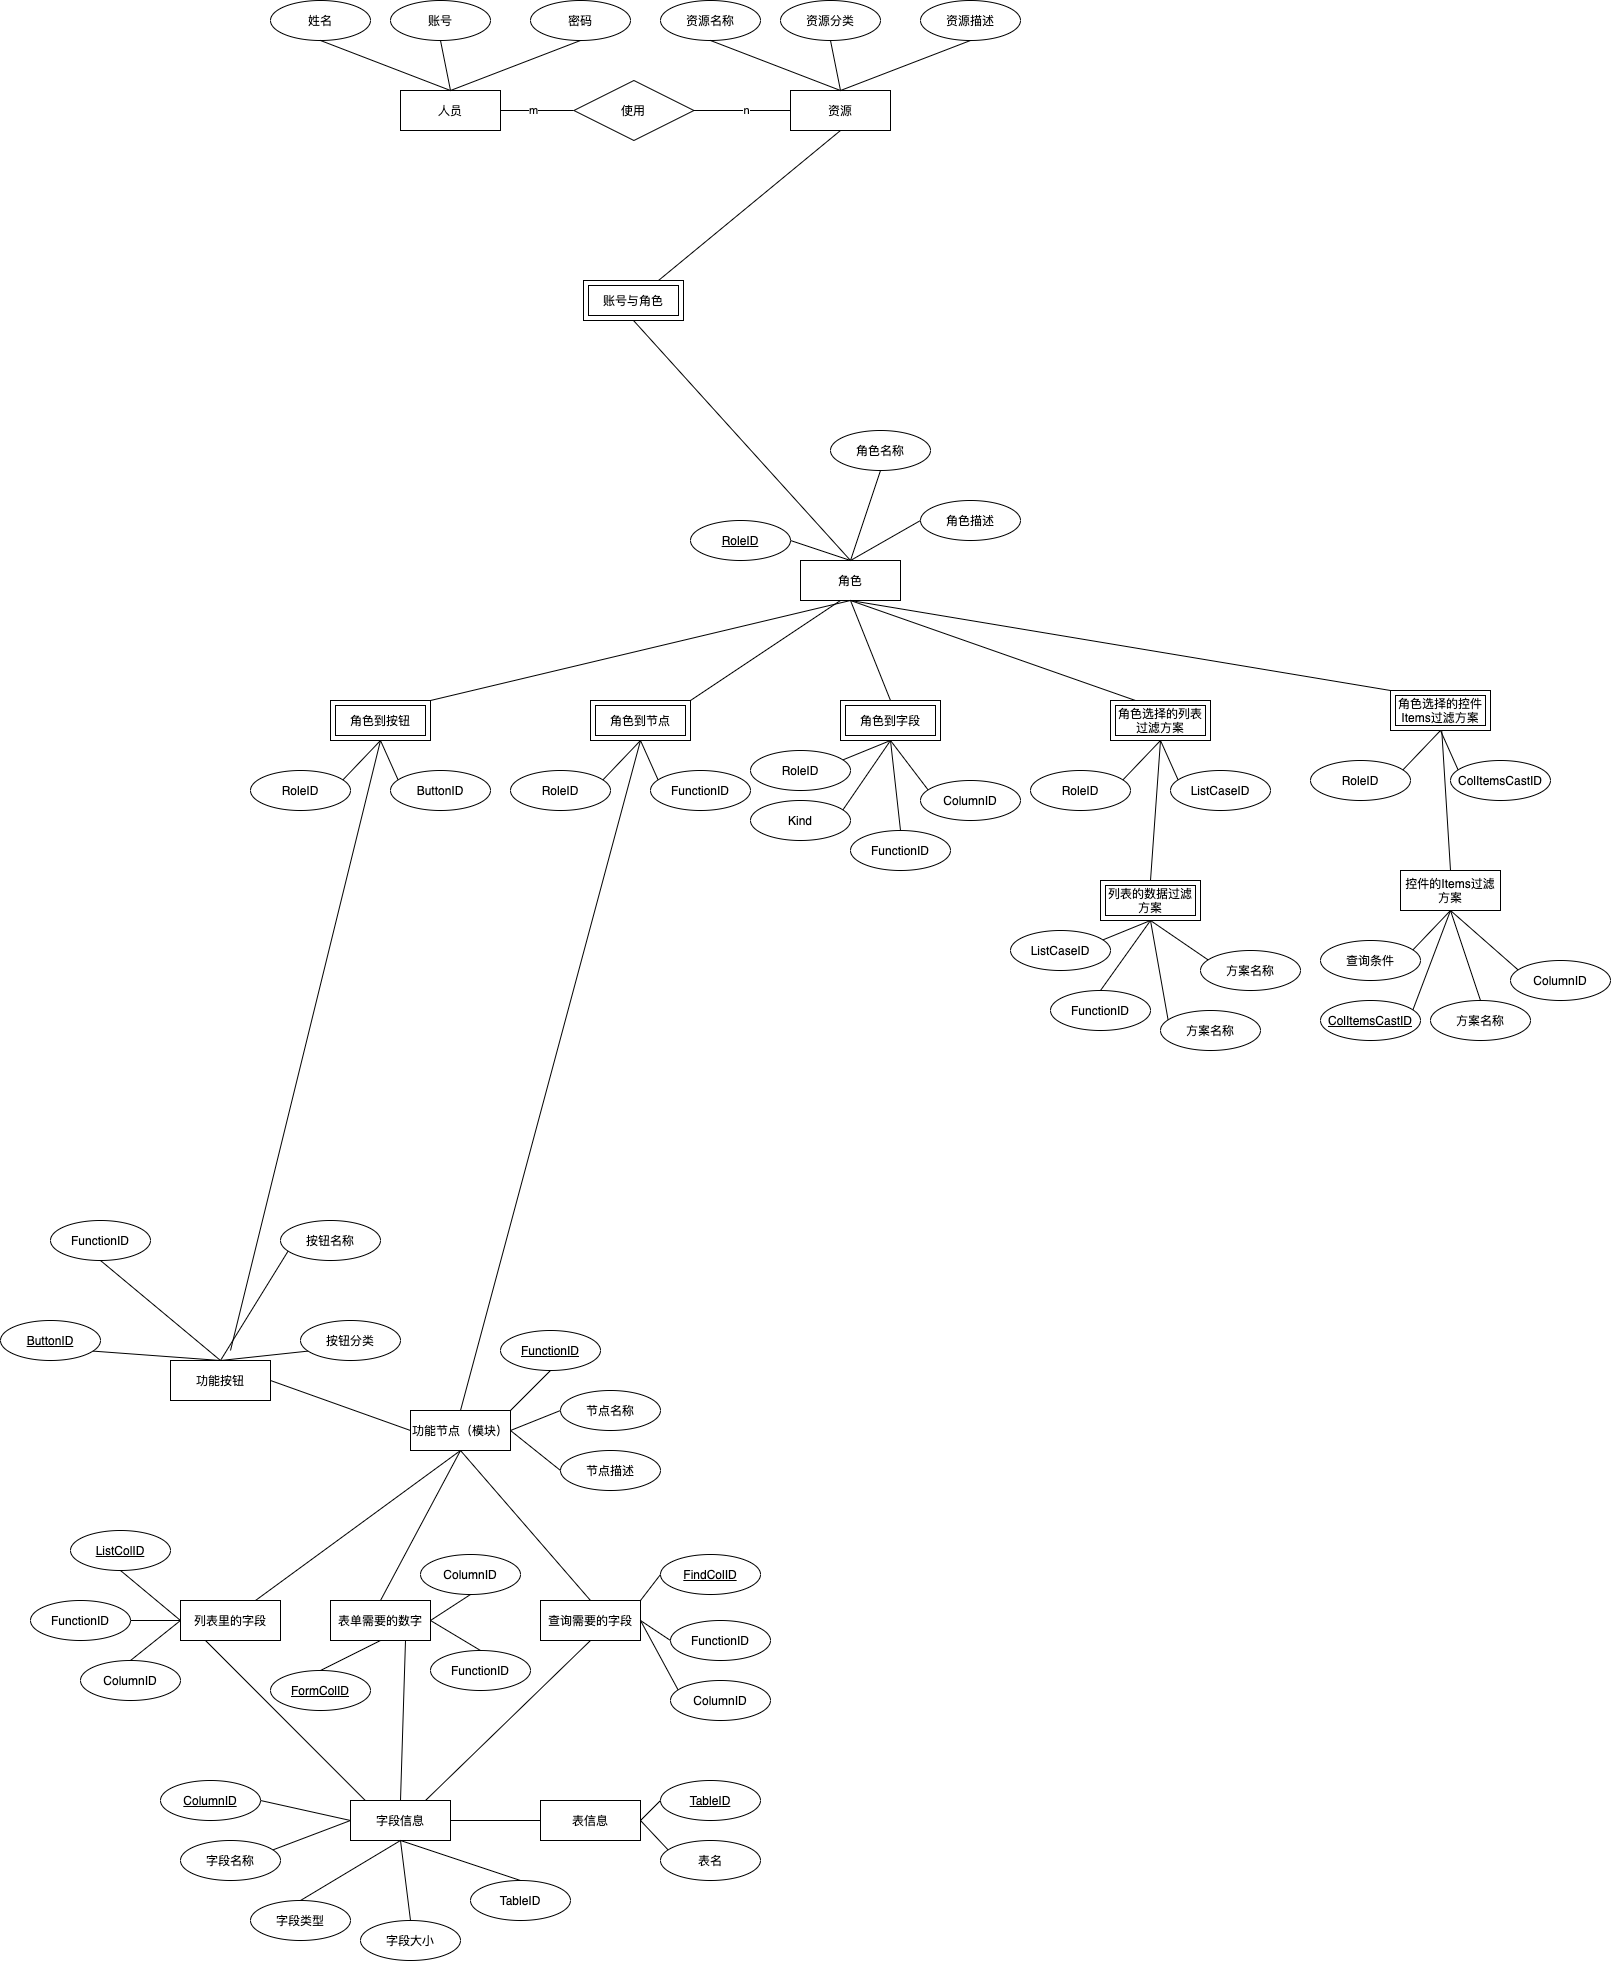 姓名
账号
密码
资源名称
资源分类
资源描述
人员
m
使用
n
资源
账号与角色
角色名称
角色描述
RoleID
角色
角色到按钮
角色到节点
角色到字段
角色选择的列表
过滤方案
角色选择的控件
Items过滤方案
RoleID
ButtonID
RoleID
FunctionID
RoleID
Kind
FunctionID
ColumnID
RoleID
ListCaseID
RoleID
ColItemsCastID
列表的数据过滤
方案
控件的Items过滤
方案
ListCaseID
FunctionID
方案名称
方案名称
查询条件
ColItemsCastID
方案名称
ColumnID
FunctionID
按钮名称
ButtonID
按钮分类
功能按钮
FunctionID
节点名称
功能节点（模块）
节点描述
ListColID
FunctionID
ColumnID
列表里的字段
ColumnID
表单需要的数字
FormColID
FunctionID
FindColID
查询需要的字段
FunctionID
ColumnID
ColumnID
字段信息
表信息
TableID
字段名称
表名
字段类型
字段大小
TableID